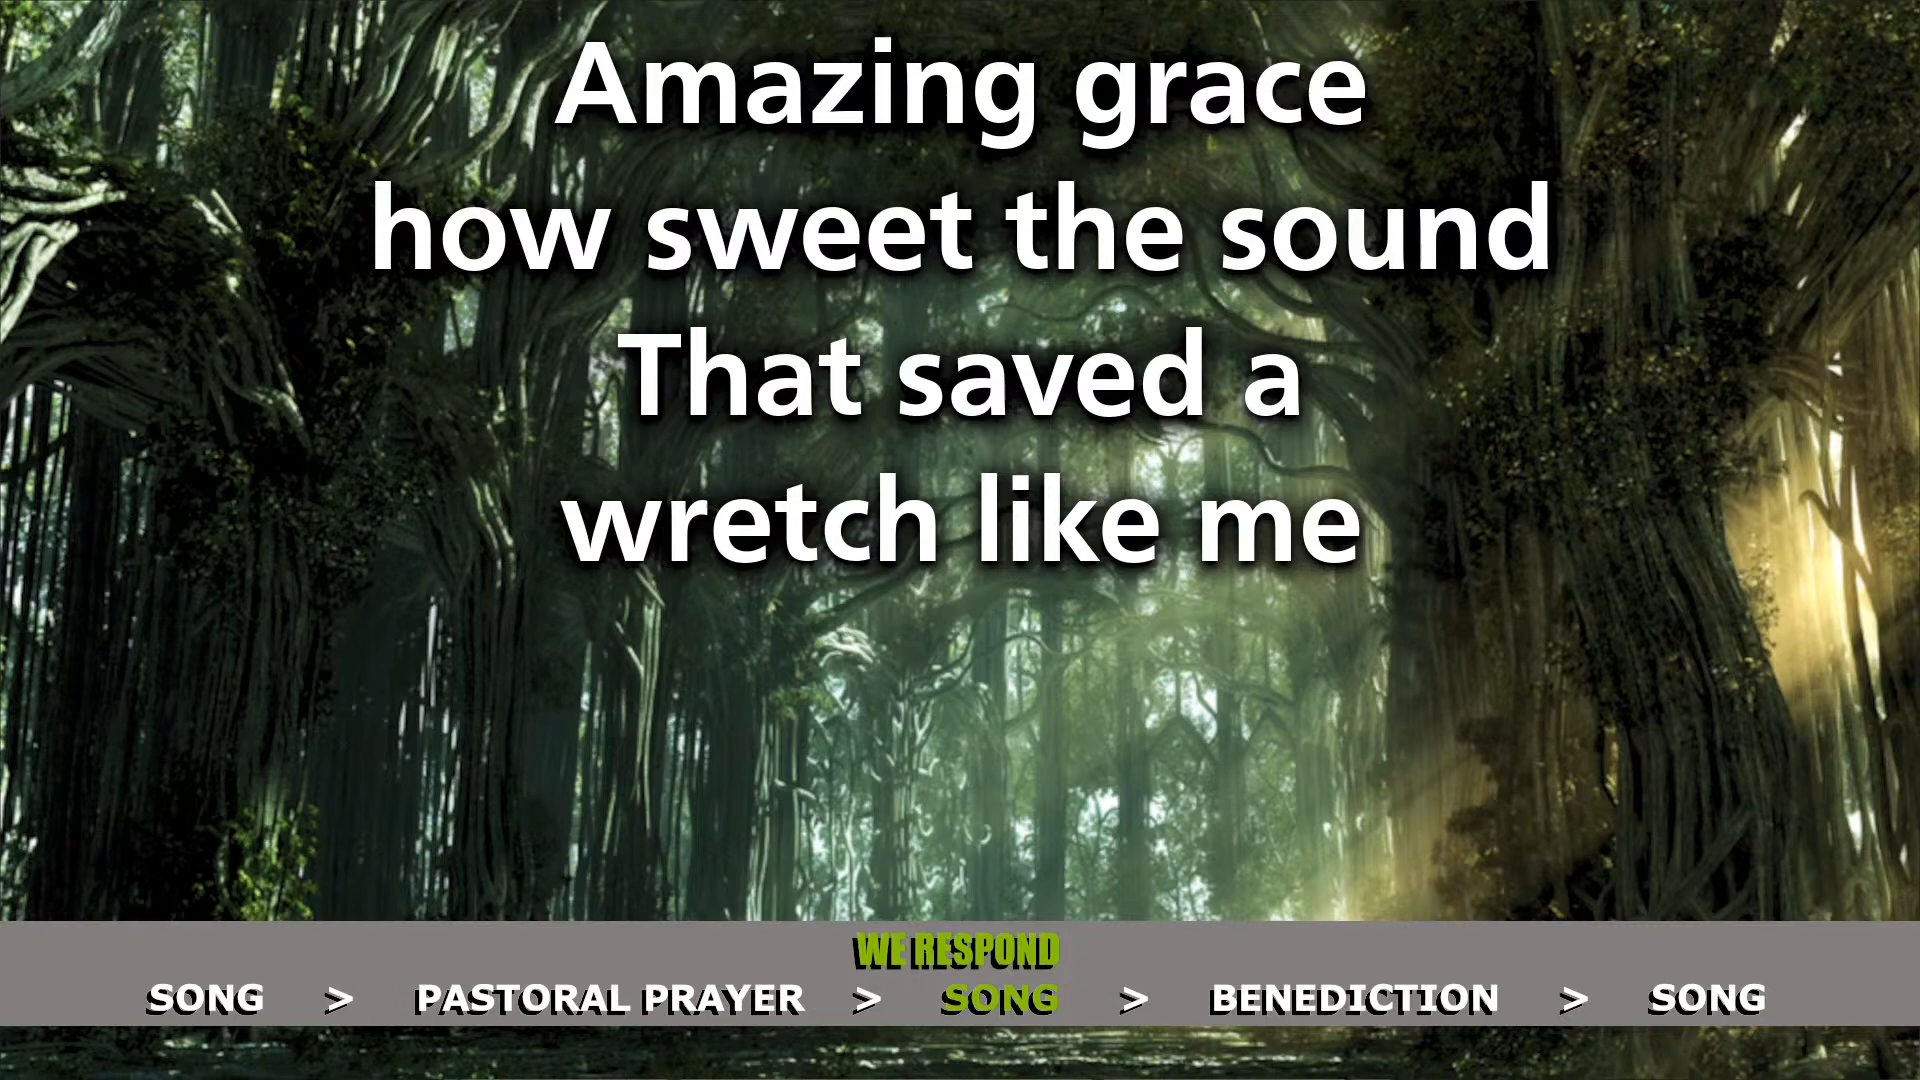 Amazing grace
how sweet the sound
That saved a
wretch like me
WE RESPOND
SONG > PASTORAL PRAYER > SONG > BENEDICTION > SONG